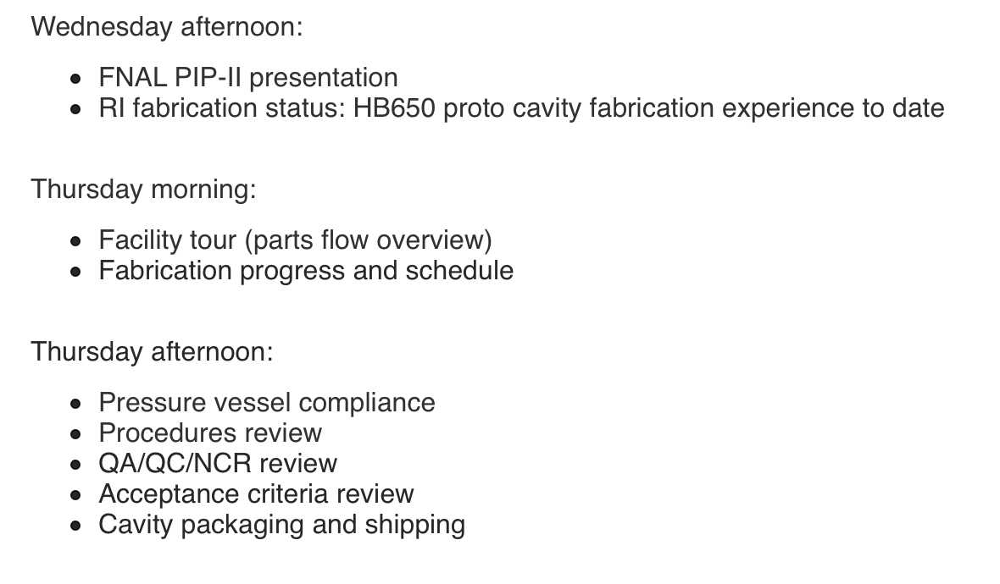 Wednesday afternoon:
• FNAL PIP-II presentation
• RI fabrication status: HB650 proto cavity fabrication experience to date
Thursday morning:
• Facility tour (parts flow overview)
• Fabrication progress and schedule
Thursday afternoon:
• Pressure vessel compliance
• Procedures review
• QA/QC/NCR review
• Acceptance criteria review
• Cavity packaging and shipping